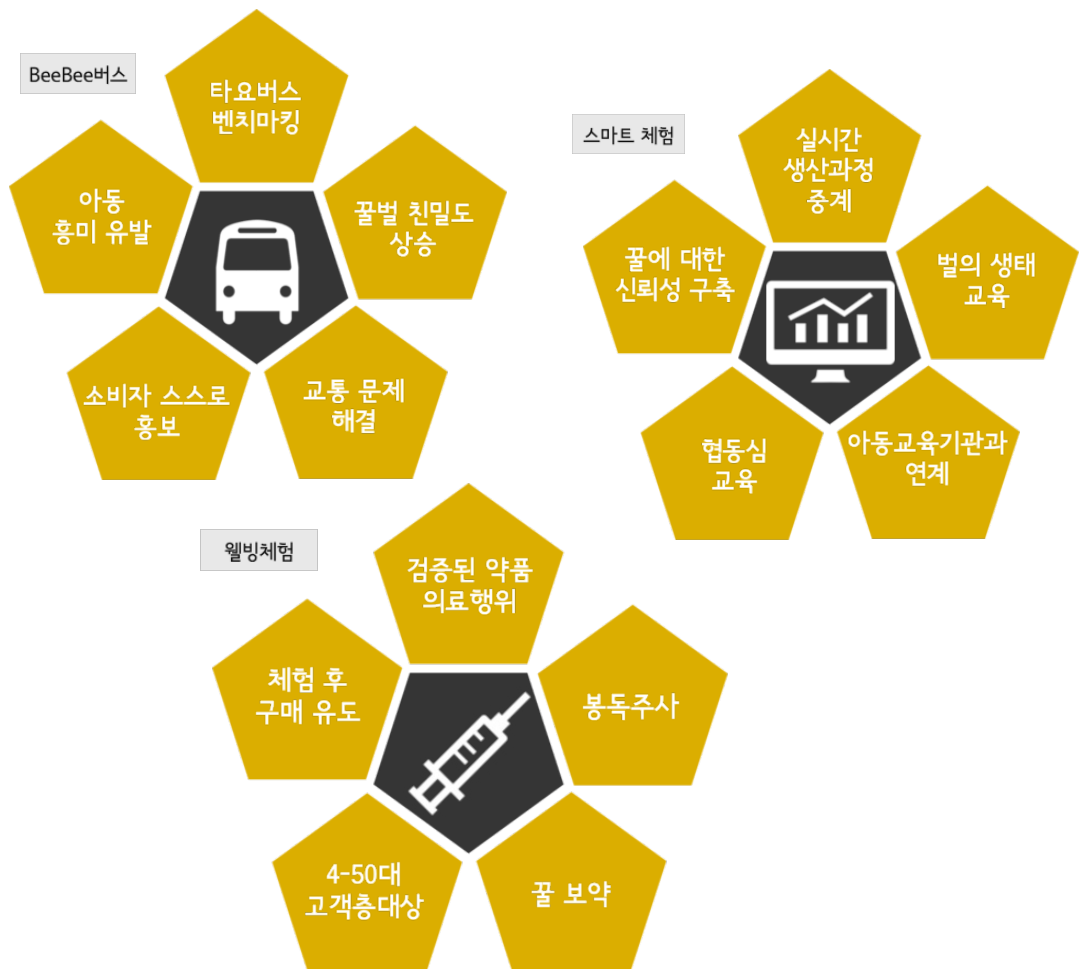 BeeBee버스
타요버스
벤치마킹
아동
흥미 유발
꿀벌 친밀도
상승
소비자 스스로
홍보
교통 문제
해결
스마트 체험
실시간
생산과정
중계
꿀에 대한
신뢰성 구축
벌의 생태
교육
협동심
교육
아동교육기관과
연계
웰빙체험
검증된 약품
의료행위
체험 후
구매 유도
봉독주사
4-50대
고객층대상
꿀 보약